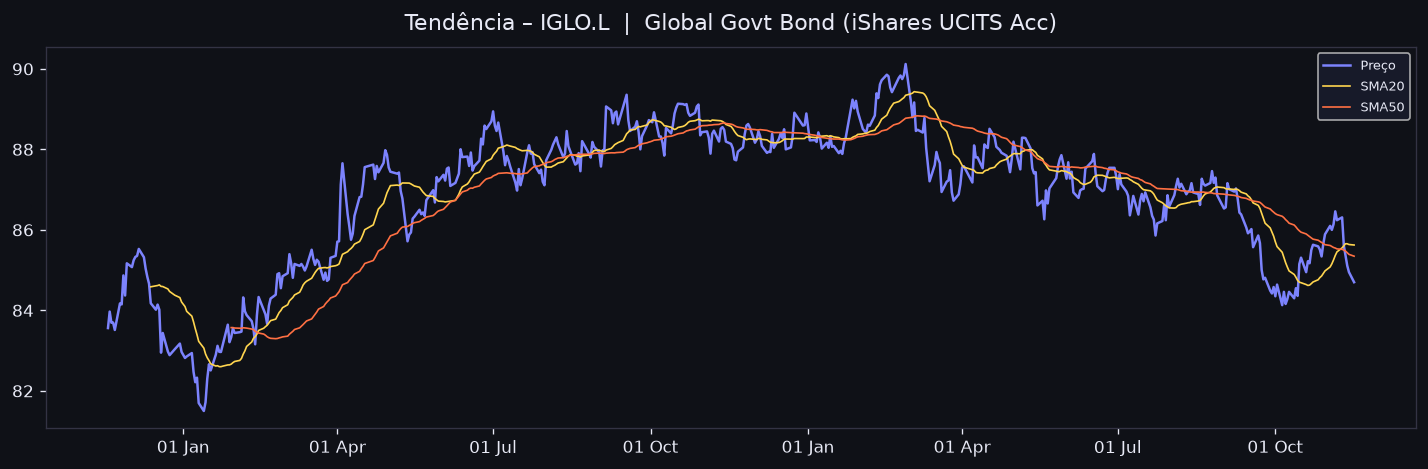 Tendência – IGLO.L | Global Govt Bond (iShares UCITS Acc)
Preço
SMA20
SMA50
90
88
86
84
82
01 Jan
01 Apr
01 Jul
01 Oct
01 Jan
01 Apr
01 Jul
01 Oct